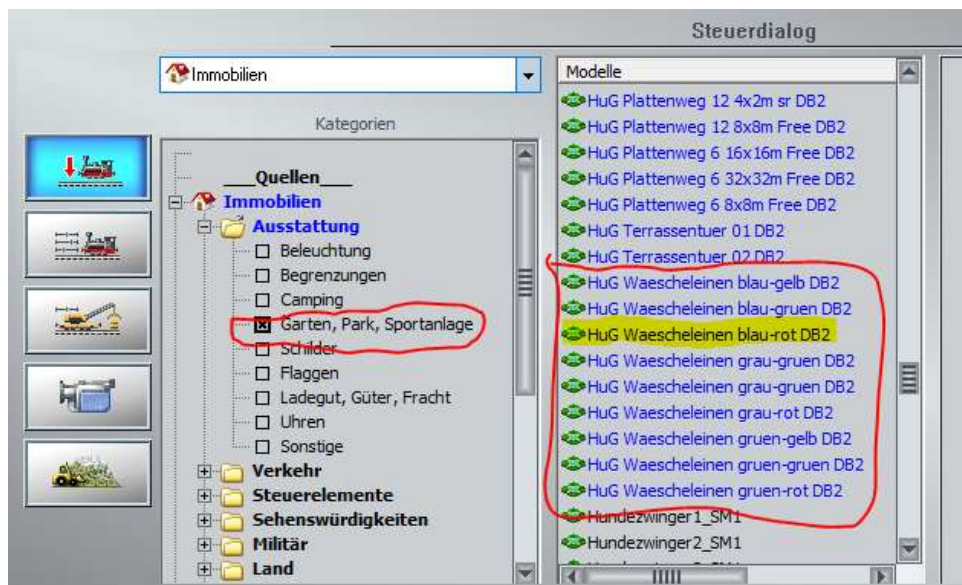 Steuerdialog
Immobilien
Kategorien
__Quellen__
Immobilien
Ausstattung
Beleuchtung
Begrenzungen
Camping
Garten, Park, Sportanlage
Schilder
Flaggen
Ladegut, Güter, Fracht
Uhren
Sonstige
Verkehr
Steuerelemente
Sehenswürdigkeiten
Militär
Land
Modelle
HuG Plattenweg 12 4x2m sr DB2
HuG Plattenweg 12 8x8m Free DB2
HuG Plattenweg 6 16x16m Free DB2
HuG Plattenweg 6 32x32m Free DB2
HuG Plattenweg 6 8x8m Free DB2
HuG Terrassentuer 01 DB2
HuG Terrassentuer 02 DB2
HuG Waescheleinen blau-gelb DB2
HuG Waescheleinen blau-gruen DB2
HuG Waescheleinen blau-rot DB2
HuG Waescheleinen grau-gruen DB2
HuG Waescheleinen grau-gruen DB2
HuG Waescheleinen grau-rot DB2
HuG Waescheleinen gruen-gelb DB2
HuG Waescheleinen gruen-gruen DB2
HuG Waescheleinen gruen-rot DB2
Hundezwinger1_SM1
Hundezwinger2_SM1